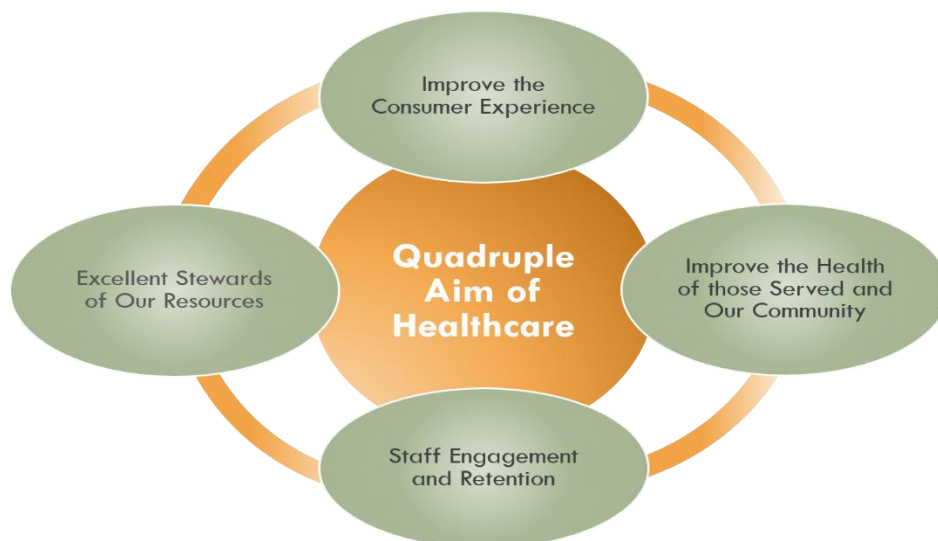 Improve the
Consumer Experience
Excellent Stewards
of Our Resources
Quadruple
Aim of
Healthcare
Improve the Health
of those Served and
Our Community
Staff Engagement
and Retention